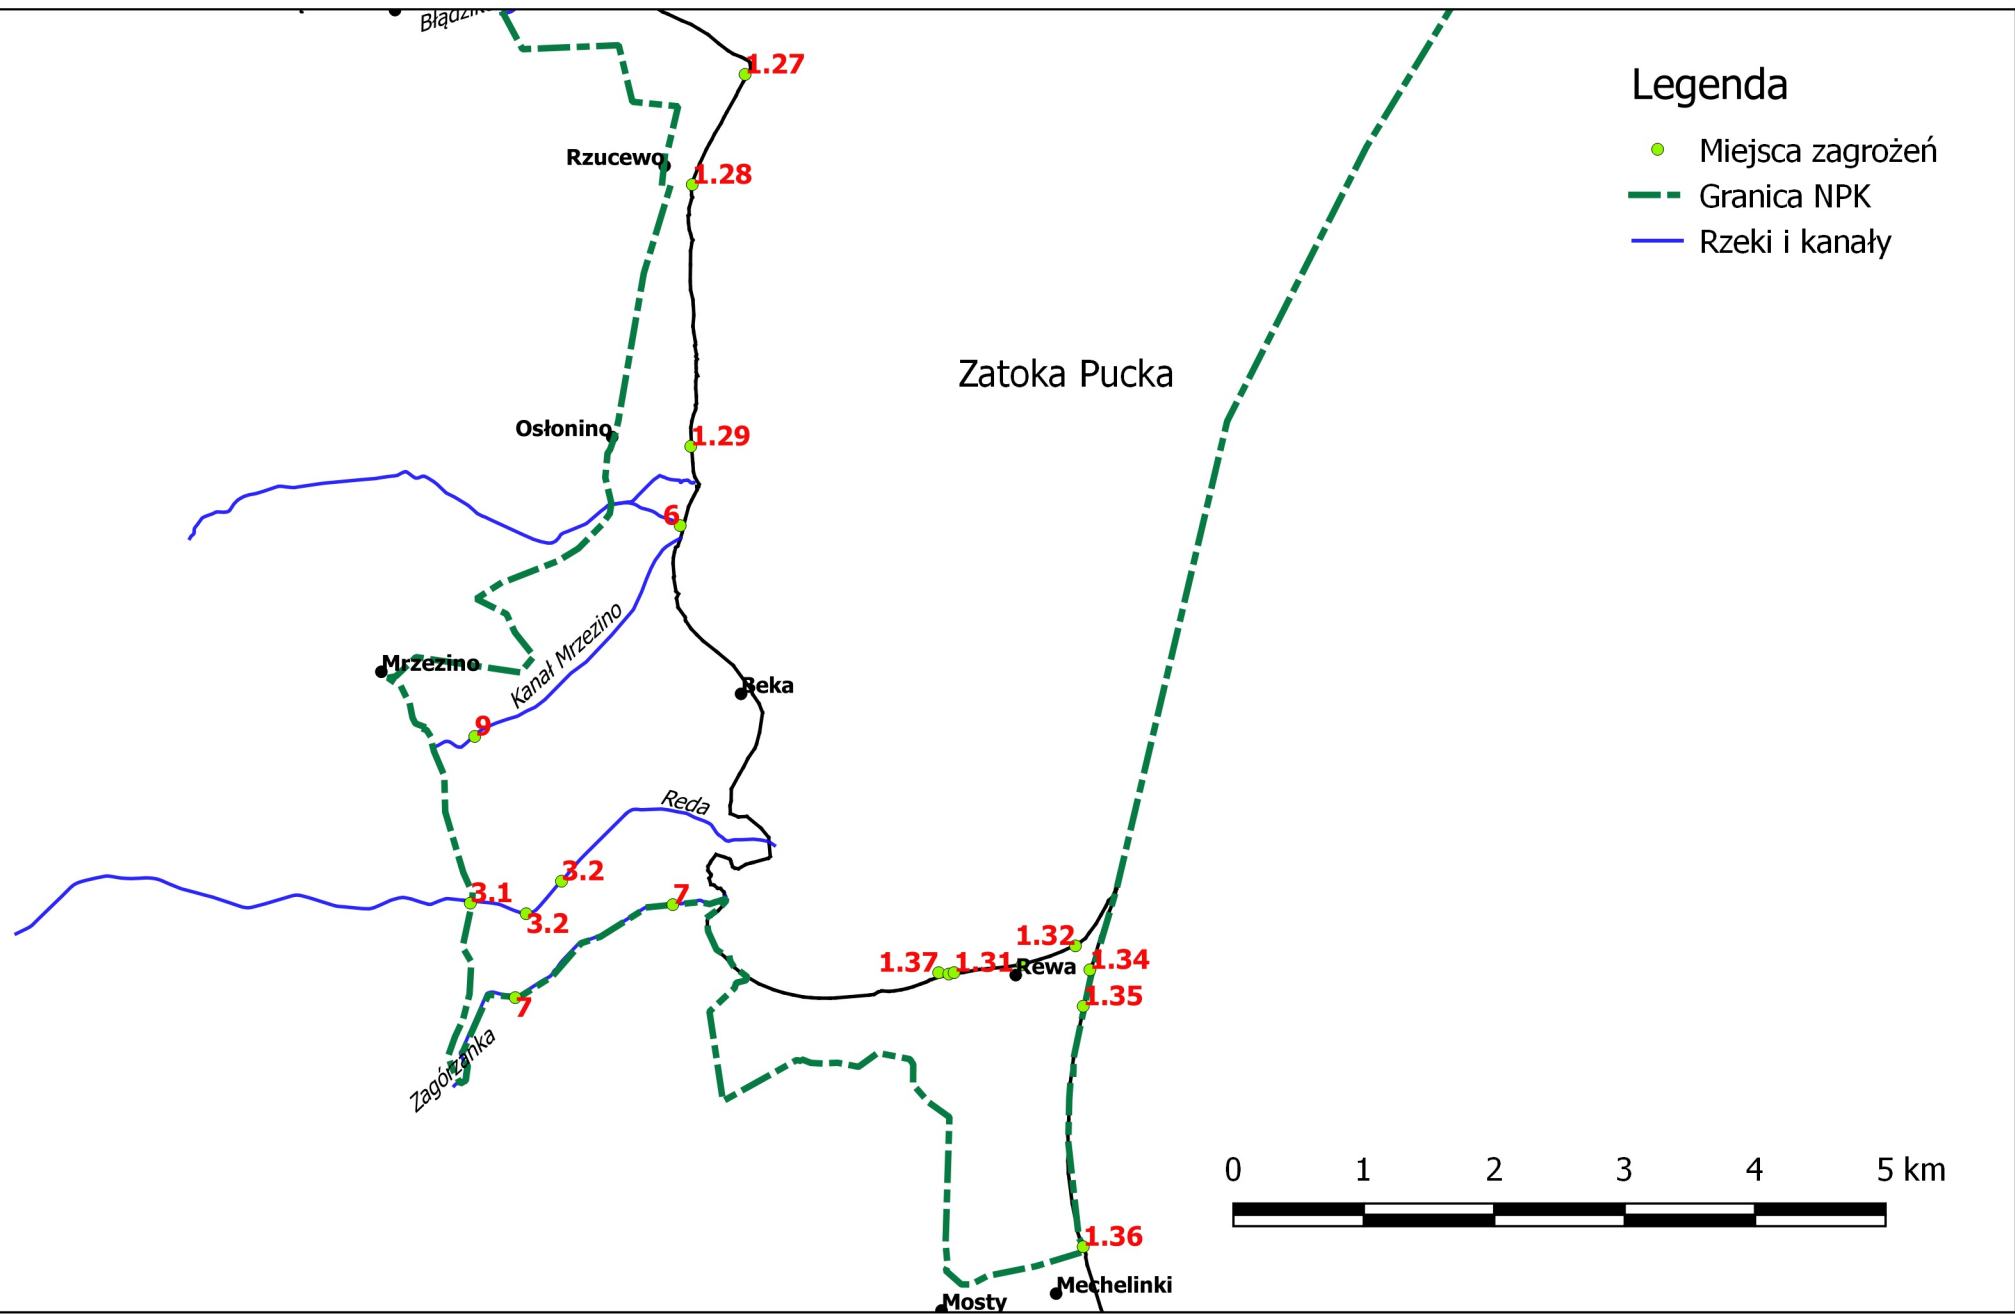 Błądzik
1.27
Legenda
Miejsca zagrożeń
Granica NPK
Rzeki i kanały
Rzucewo
1.28
Zatoka Pucka
Osłonino
1.29
6
Kanał Mrzezino
Mrzezino
Beka
9
Reda
3.2
3.1
3.2
7
7
Zagórzanka
1.32
1.37
1.31
Rewa
1.34
1.35
0 1 2 3 4 5 km
1.36
Mechelinki
Mosty